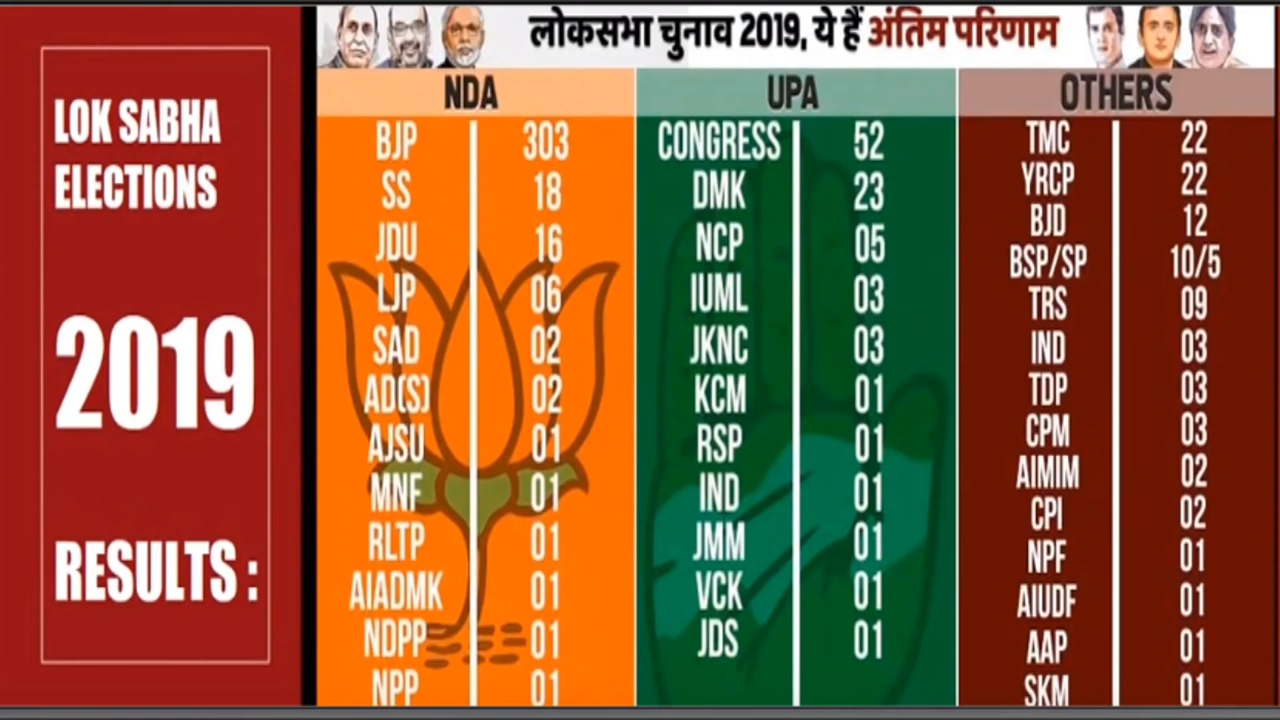 LOK SABHA
ELECTIONS
2019
RESULTS :
लोकसभा चुनाव 2019, ये हैं अंतिम परिणाम
NDA
BJP 303
SS 18
JDU 16
LJP 06
SAD 02
AD(S) 02
AJSU 01
MNF 01
RLTP 01
AIADMK 01
NDPP 01
NPP 01
UPA
CONGRESS 52
DMK 23
NCP 05
IUML 03
JKNC 03
KCM 01
RSP 01
IND 01
JMM 01
VCK 01
JDS 01
OTHERS
TMC 22
YRCP 22
BJD 12
BSP/SP 10/5
TRS 09
IND 03
TDP 03
CPM 03
AIMIM 02
CPI 02
NPF 01
AIUDF 01
AAP 01
SKM 01